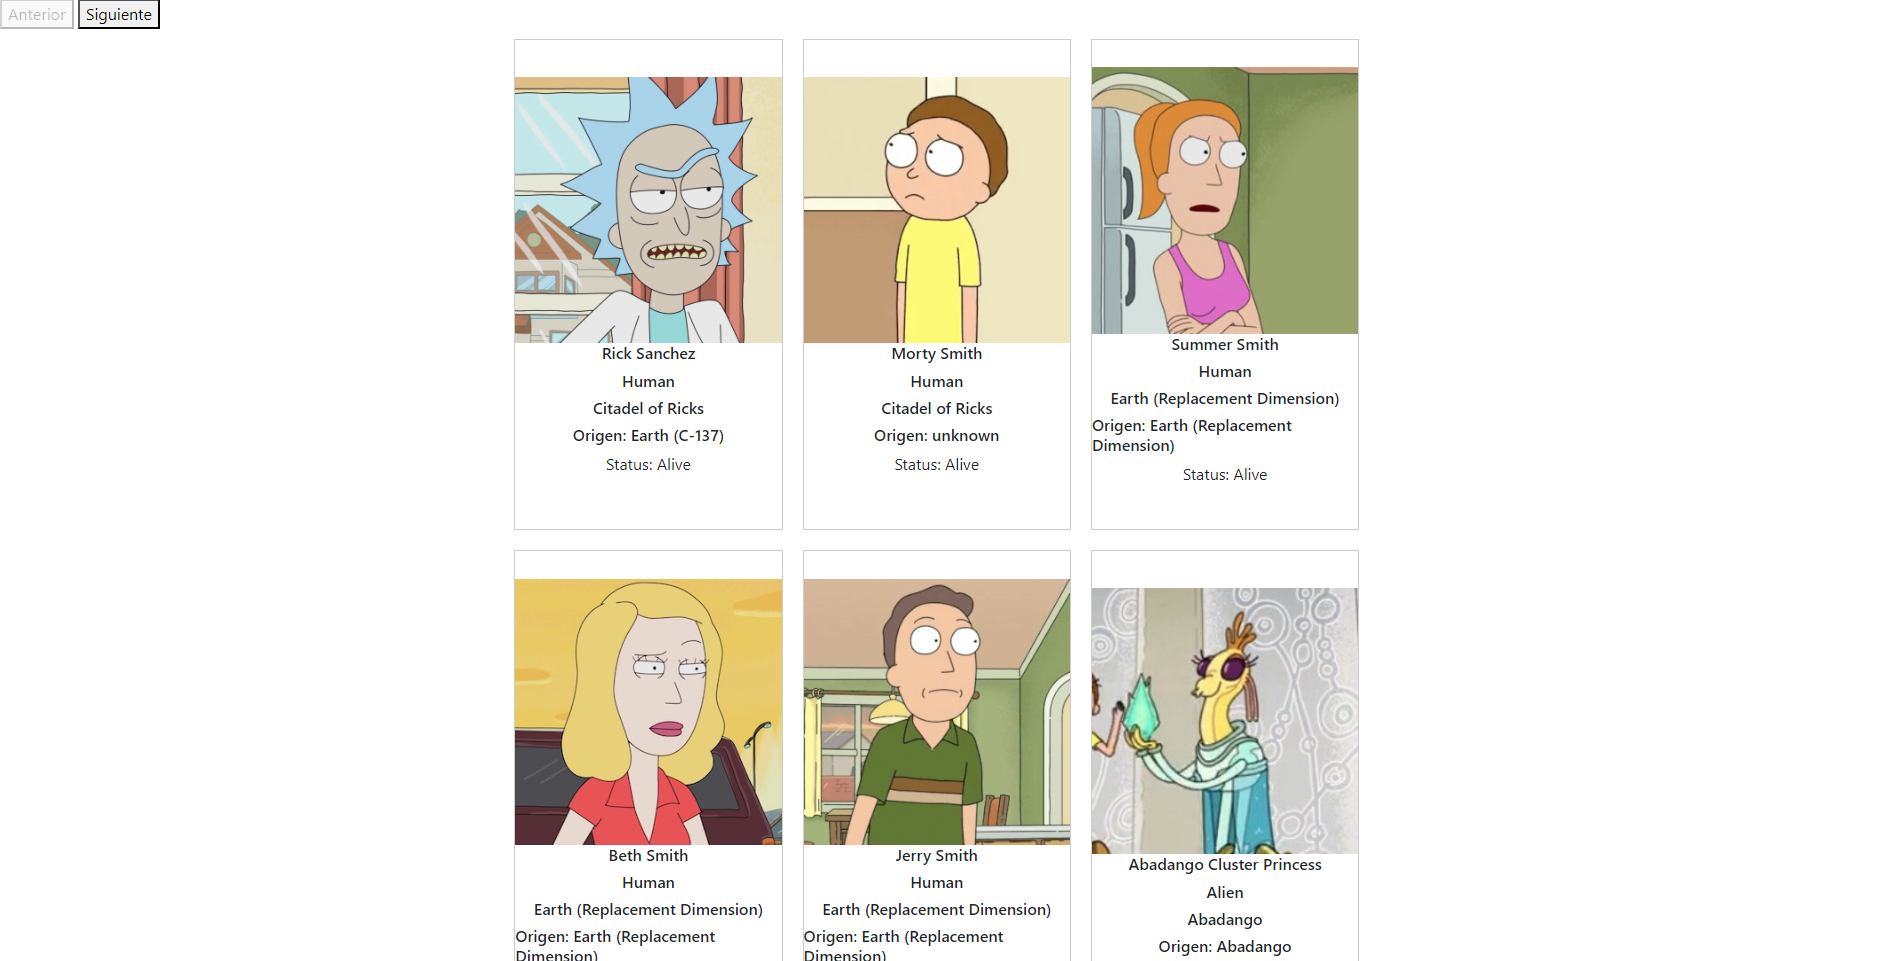 Anterior Siguiente
Rick Sanchez
Human
Citadel of Ricks
Origen: Earth (C-137)
Status: Alive
Morty Smith
Human
Citadel of Ricks
Origen: unknown
Status: Alive
Summer Smith
Human
Earth (Replacement Dimension)
Origen: Earth (Replacement
Dimension)
Status: Alive
Beth Smith
Human
Earth (Replacement Dimension)
Origen: Earth (Replacement
Dimension)
Jerry Smith
Human
Earth (Replacement Dimension)
Origen: Earth (Replacement
Dimension)
Abadango Cluster Princess
Alien
Abadango
Origen: Abadango